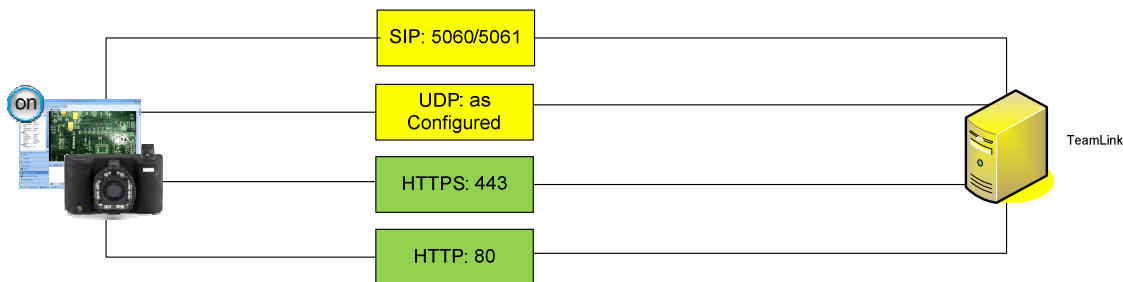 SIP: 5060/5061
on
UDP: as
Configured
TeamLink
HTTPS: 443
HTTP: 80